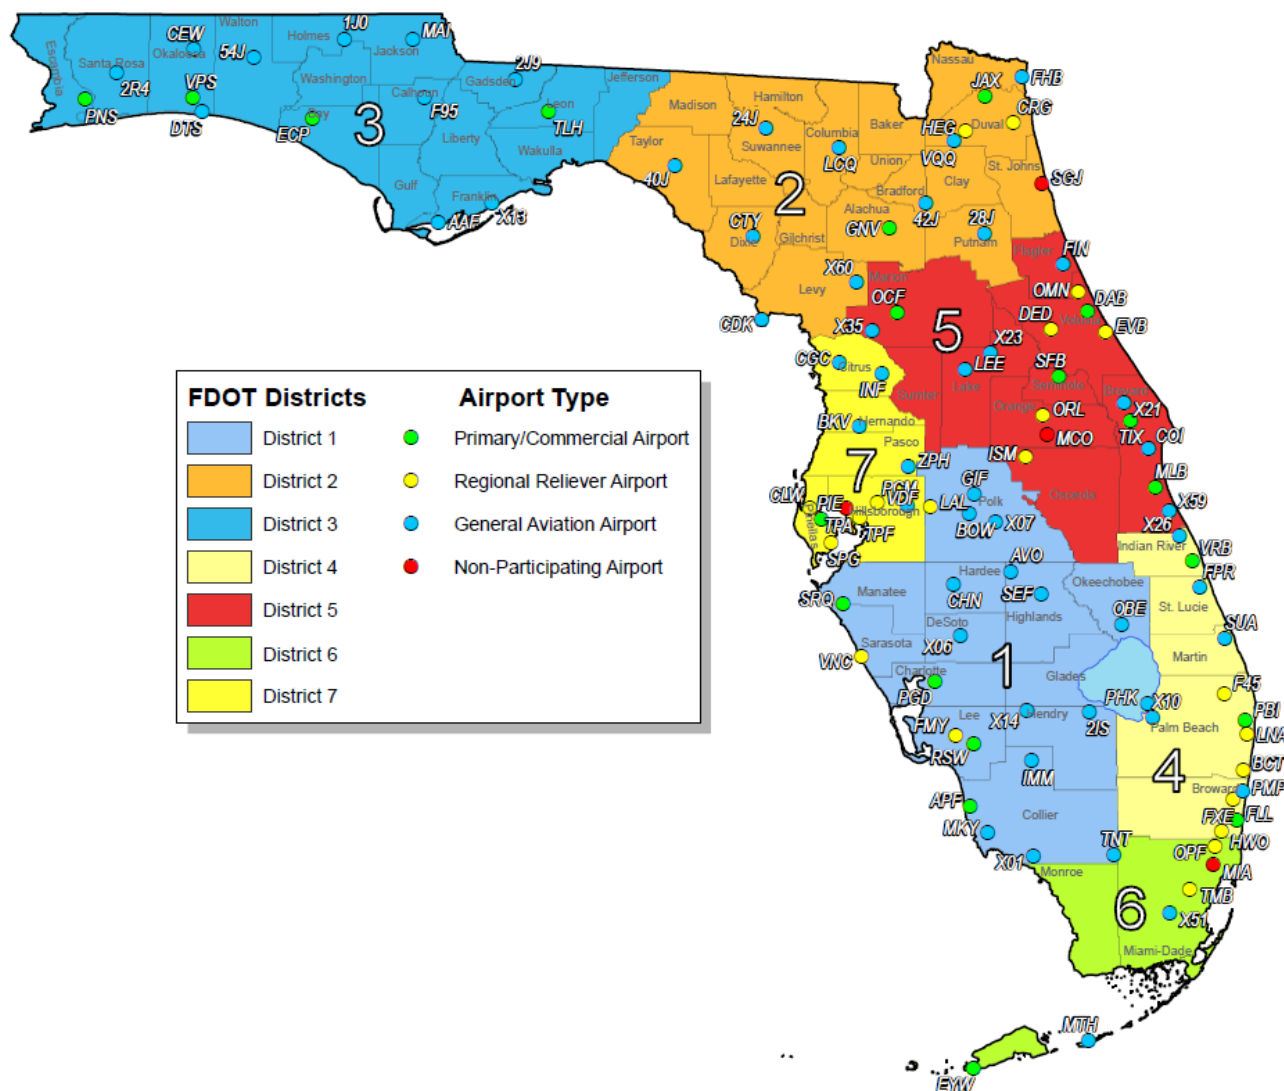 Walton
1J0
MAI
CEW
Holmes
Escambia
Okaloosa
54J
Jackson
2J9
Nassau
Santa Rosa
Washington
Gadsden
Jefferson
JAX
FHB
2R4
VPS
Calhoun
Leon
Madison
Hamilton
CRG
PNS
Bay
F95
24J
Columbia
Baker
HEG
Duval
DTS
ECP
3
Liberty
TLH
Taylor
Suwannee
LCQ
Union
VQQ
Wakulla
40J
Lafayette
2
Bradford
Clay
St. Johns
SGJ
Gulf
Franklin
X13
AAF
CTY
Dixie
Gilchrist
Alachua
GNV
42J
28J
Putnam
Flagler
FIN
X60
Marion
Levy
OCF
OMN
DAB
CDK
X35
5
DED
Volusia
EVB
X23
CGC
Citrus
LEE
SFB
INF
Sumter
Lake
Seminole
Brevard
FDOT Districts
Airport Type
Orange
ORL
X21
BKV
Hernando
MCO
TIX
COI
District 1
Primary/Commercial Airport
Pasco
7
ZPH
ISM
MLB
District 2
Regional Reliever Airport
CLW
PIE
PCM
VDF
GIF
Polk
Osceola
X59
LAL
Pinellas
TPA
Hillsborough
TPF
BOW
X07
X26
District 3
General Aviation Airport
Indian River
VRB
SPG
AVO
District 4
Non-Participating Airport
Hardee
Okeechobee
FPR
SRQ
Manatee
CHN
SEF
OBE
St. Lucie
District 5
DeSoto
Highlands
SUA
Sarasota
X06
District 6
VNC
1
Martin
Charlotte
Glades
F45
District 7
PGD
PHK
X10
PBI
Lee
X14
Hendry
2IS
Palm Beach
LNA
FMY
RSW
IMM
4
BCT
Broward
PMP
APF
Collier
FXE
FLL
MKY
TNT
HWO
X01
OPF
Monroe
MIA
6
TMB
X51
Miami-Dade
MTH
EYW